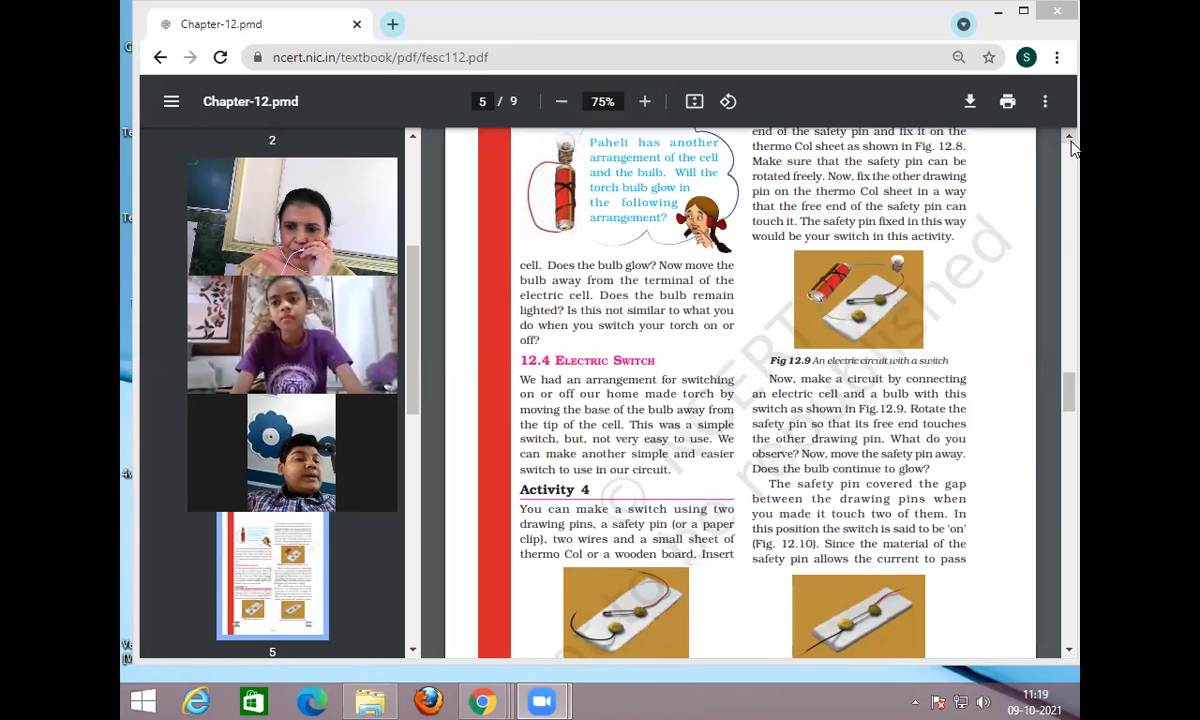 Chapter-12.pmd
ncert.nic.in/textbook/pdf/fesc112.pdf
S
Chapter-12.pmd
5 / 9
75%
2
5
Paheli has another
arrangement of the cell
and the bulb. Will the
torch bulb glow in
the following
arrangement?
cell. Does the bulb glow? Now move the
bulb away from the terminal of the
electric cell. Does the bulb remain
lighted? Is this not similar to what you
do when you switch your torch on or
off?
12.4 ELECTRIC SWITCH
We had an arrangement for switching
on or off our home made torch by
moving the base of the bulb away from
the tip of the cell. This was a simple
switch, but, not very easy to use. We
can make another simple and easier
switch to use in our circuit.
Activity 4
You can make a switch using two
drawing pins, a safety pin (or a paper
clip), two wires and a small sheet of
thermo Col or a wooden board. Insert
end of the safety pin and fix it on the
thermo Col sheet as shown in Fig. 12.8.
Make sure that the safety pin can be
rotated freely. Now, fix the other drawing
pin on the thermo Col sheet in a way
that the free end of the safety pin can
touch it. The safety pin fixed in this way
would be your switch in this activity.
Fig 12.9 An electric circuit with a switch
Now, make a circuit by connecting
an electric cell and a bulb with this
switch as shown in Fig.12.9. Rotate the
safety pin so that its free end touches
the other drawing pin. What do you
observe? Now, move the safety pin away.
Does the bulb continue to glow?
The safety pin covered the gap
between the drawing pins when
you made it touch two of them. In
this position the switch is said to be 'on'
(Fig. 12.10). Since the material of the
safety pin allows the current to pass
© NCERT
11:19
09-10-2021